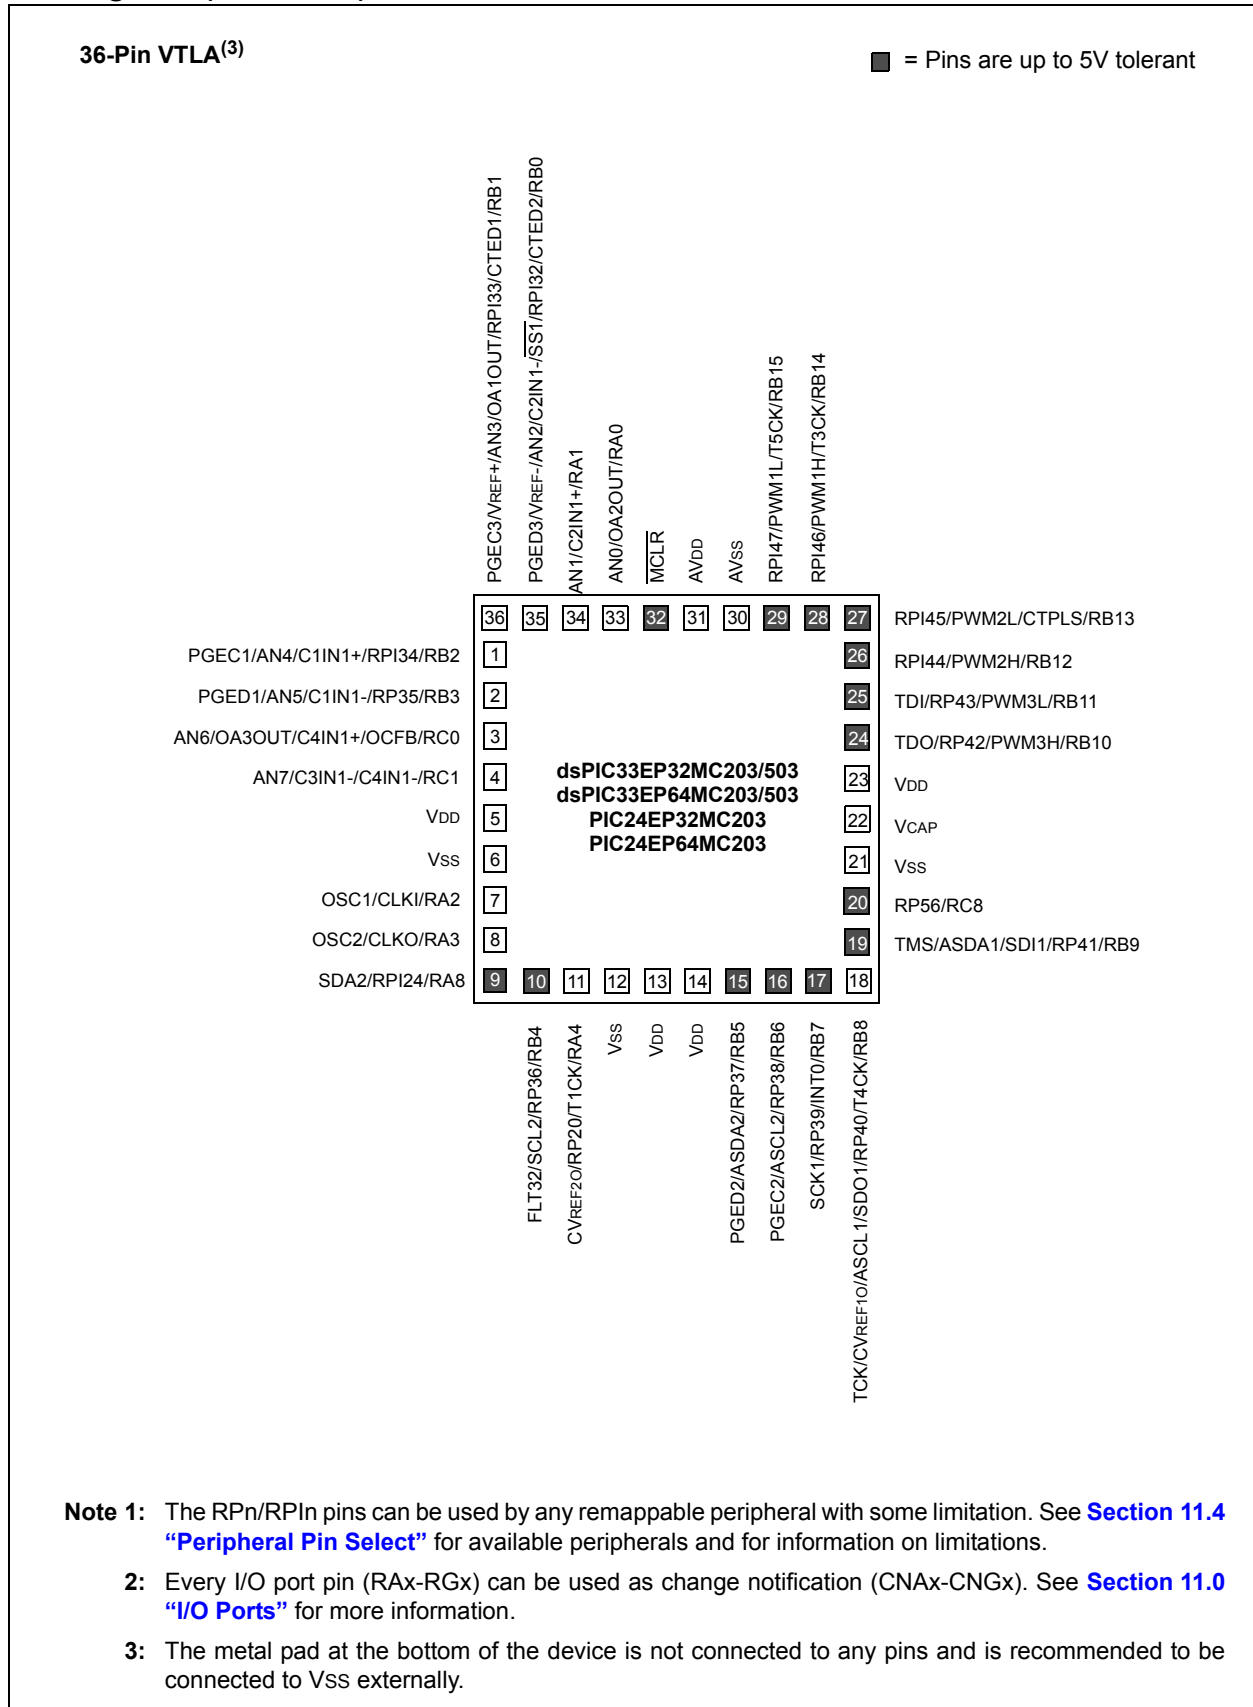 36-Pin VTLA(3)
= Pins are up to 5V tolerant
PGEC3/VREF+/AN3/OA1OUT/RPI33/CTED1/RB1
PGED3/VREF-/AN2/C2IN1-/SS1/RPI32/CTED2/RB0
AN1/C2IN1+/RA1
AN0/OA2OUT/RA0
MCLR
AVDD
AVSS
RPI47/PWM1L/T5CK/RB15
RPI46/PWM1H/T3CK/RB14
36 35 34 33 32 31 30 29 28 27 RPI45/PWM2L/CTPLS/RB13
PGEC1/AN4/C1IN1+/RPI34/RB2 1 26 RPI44/PWM2H/RB12
PGED1/AN5/C1IN1-/RP35/RB3 2 25 TDI/RP43/PWM3L/RB11
AN6/OA3OUT/C4IN1+/OCFB/RC0 3 24 TDO/RP42/PWM3H/RB10
AN7/C3IN1-/C4IN1-/RC1 4 23 VDD
dsPIC33EP32MC203/503
dsPIC33EP64MC203/503
PIC24EP32MC203
PIC24EP64MC203
VDD 5 22 VCAP
VSS 6 21 VSS
OSC1/CLKI/RA2 7 20 RP56/RC8
OSC2/CLKO/RA3 8 19 TMS/ASDA1/SDI1/RP41/RB9
SDA2/RPI24/RA8 9 10 11 12 13 14 15 16 17 18
FLT32/SCL2/RP36/RB4
CVREF2O/RP20/T1CK/RA4
VSS
VDD
VDD
PGED2/ASDA2/RP37/RB5
PGEC2/ASCL2/RP38/RB6
SCK1/RP39/INT0/RB7
TCK/CVREF1O/ASCL1/SDO1/RP40/T4CK/RB8
Note 1: The RPn/RPIn pins can be used by any remappable peripheral with some limitation. See Section 11.4
“Peripheral Pin Select” for available peripherals and for information on limitations.
2: Every I/O port pin (RAx-RGx) can be used as change notification (CNAx-CNGx). See Section 11.0
“I/O Ports” for more information.
3: The metal pad at the bottom of the device is not connected to any pins and is recommended to be
connected to VSS externally.